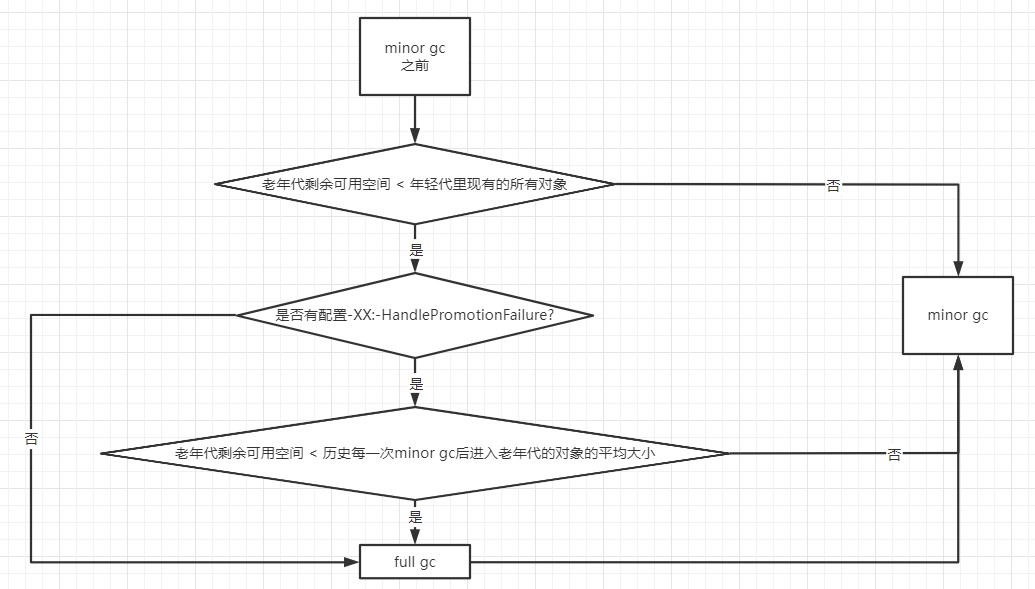 minor gc
之前
老年代剩余可用空间 < 年轻代里现有的所有对象
否
是
minor gc
是否有配置-XX:-HandlePromotionFailure?
是
否
老年代剩余可用空间 < 历史每一次minor gc后进入老年代的对象的平均大小
否
是
full gc